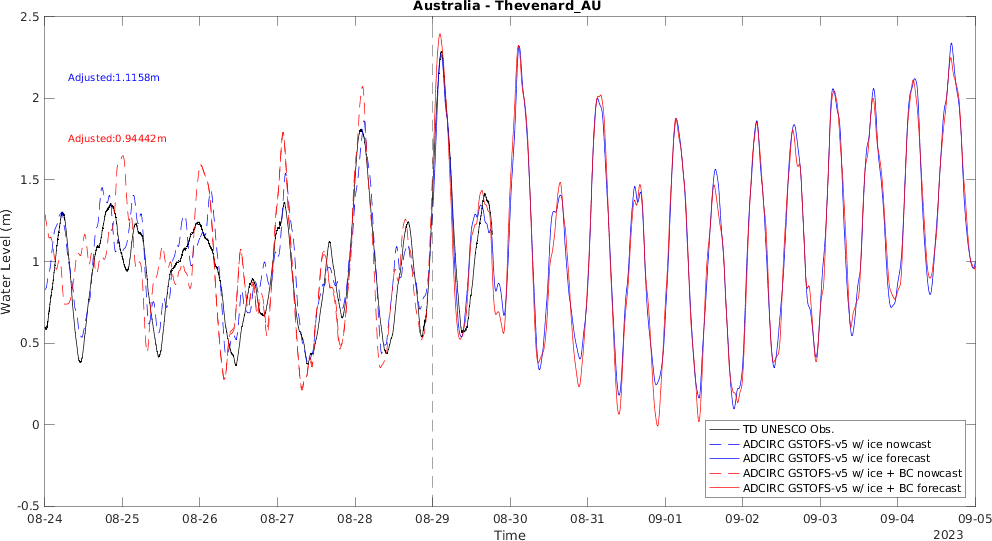 Australia - Thevenard_AU
2.5
2
1.5
1
0.5
0
-0.5
Water Level (m)
Adjusted:1.1158m
Adjusted:0.94442m
TD UNESCO Obs.
ADCIRC GSTOFS-v5 w/ ice nowcast
ADCIRC GSTOFS-v5 w/ ice forecast
ADCIRC GSTOFS-v5 w/ ice + BC nowcast
ADCIRC GSTOFS-v5 w/ ice + BC forecast
08-24 08-25 08-26 08-27 08-28 08-29 08-30 08-31 09-01 09-02 09-03 09-04 09-05
Time
2023